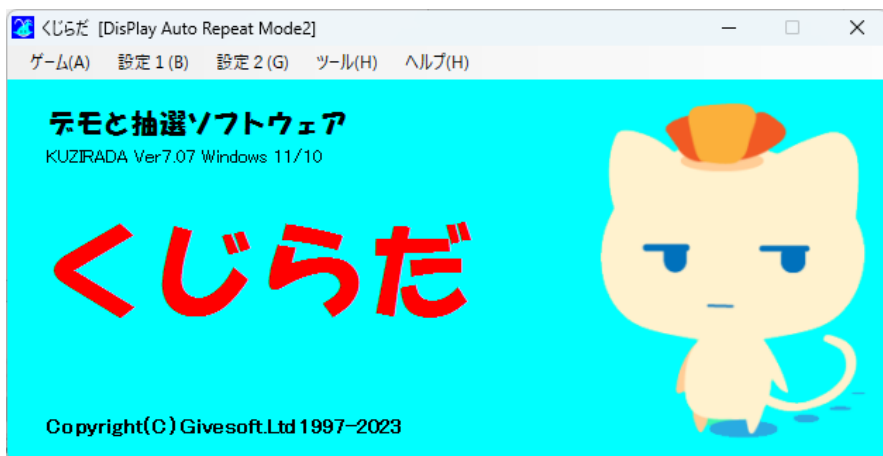 くじらだ [DisPlay Auto Repeat Mode2]
ゲーム(A) 設定1(B) 設定2(G) ツール(H) ヘルプ(H)
デモと抽選ソフトウェア
KUZIRADA Ver7.07 Windows 11/10
くじらだ
Copyright(C)Givesoft.Ltd 1997-2023